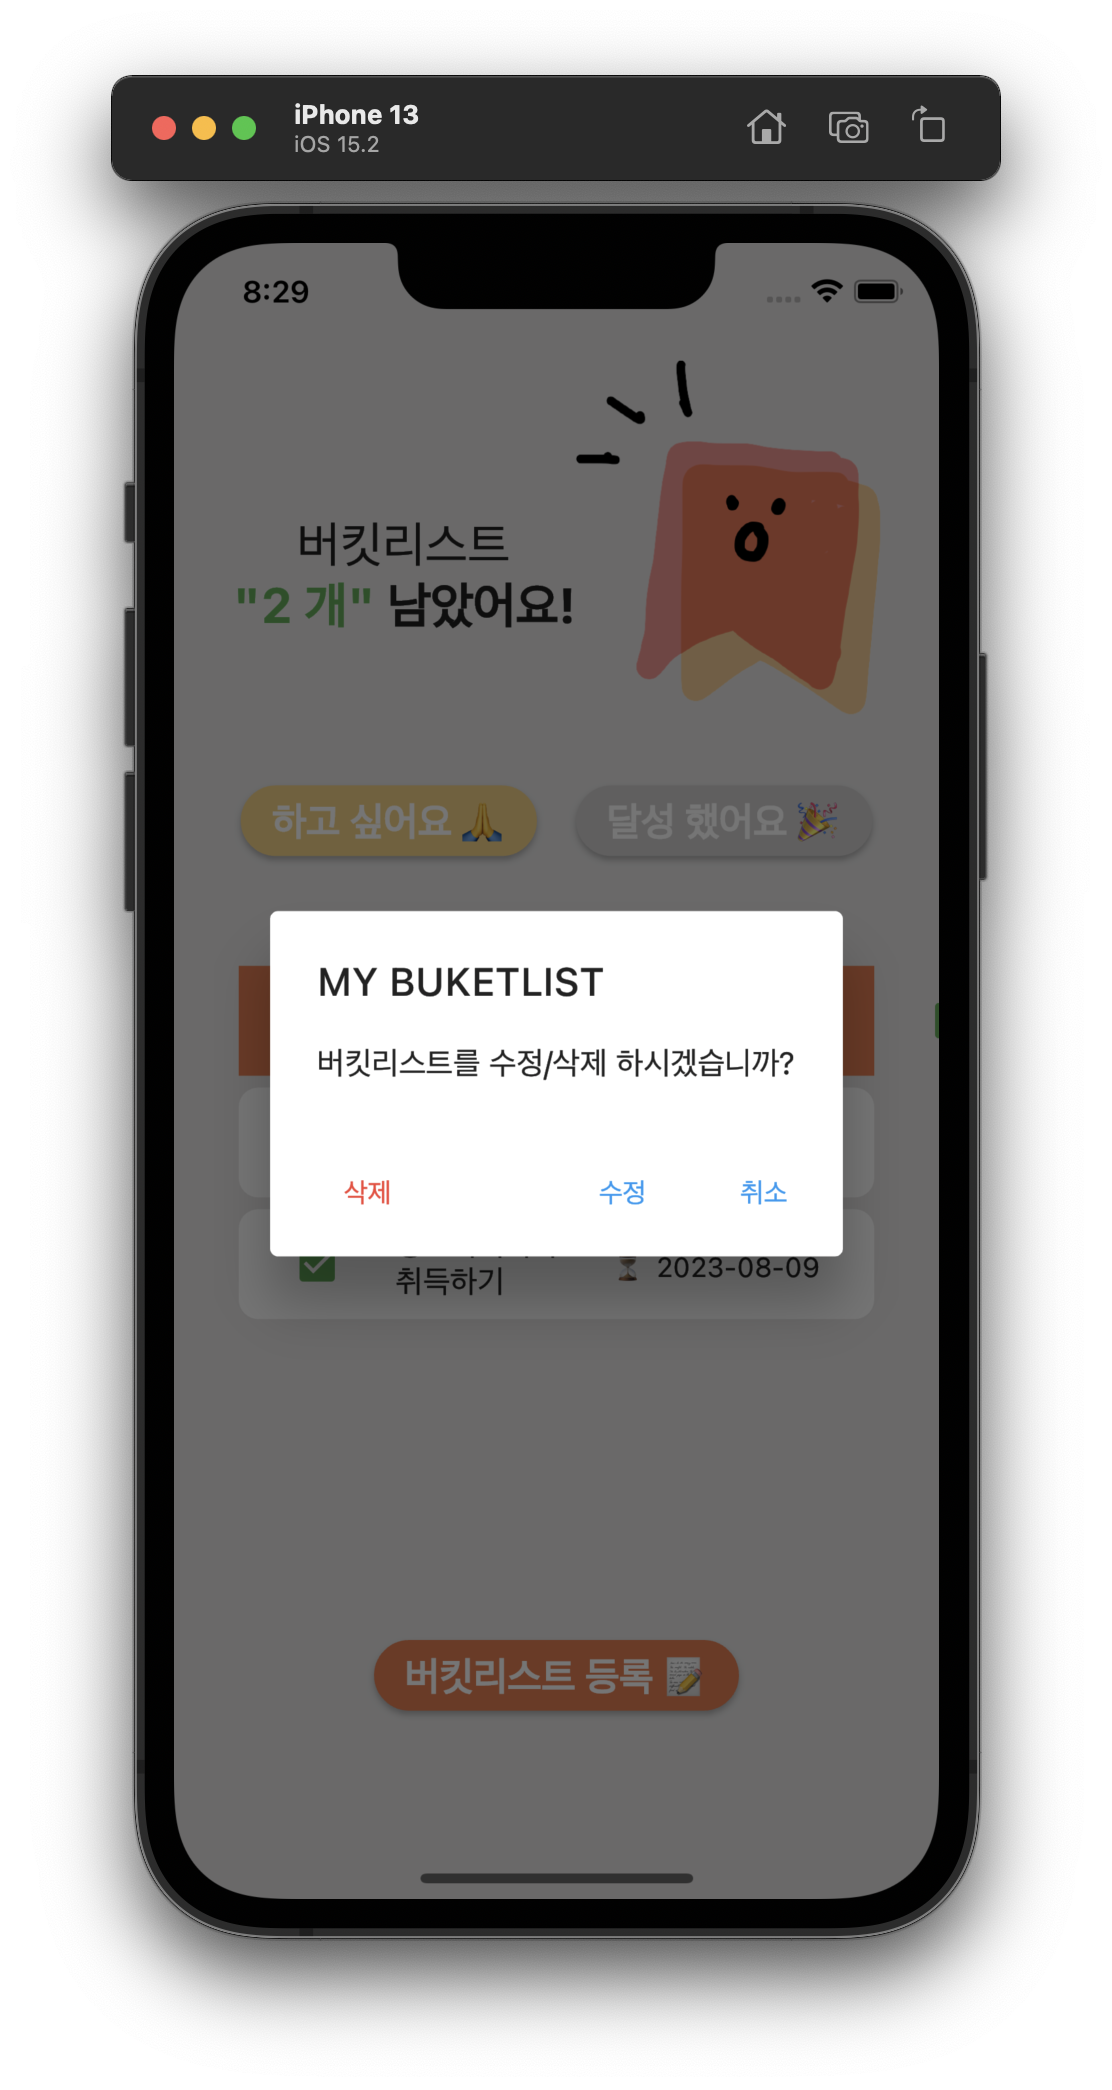 iPhone 13
iOS 15.2
8:29
버킷리스트
"2 개" 남았어요!
하고 싶어요 🙏
달성 했어요 🎉
MY BUKETLIST
버킷리스트를 수정/삭제 하시겠습니까?
삭제
수정
취소
취득하기
⏳ 2023-08-09
버킷리스트 등록 📝